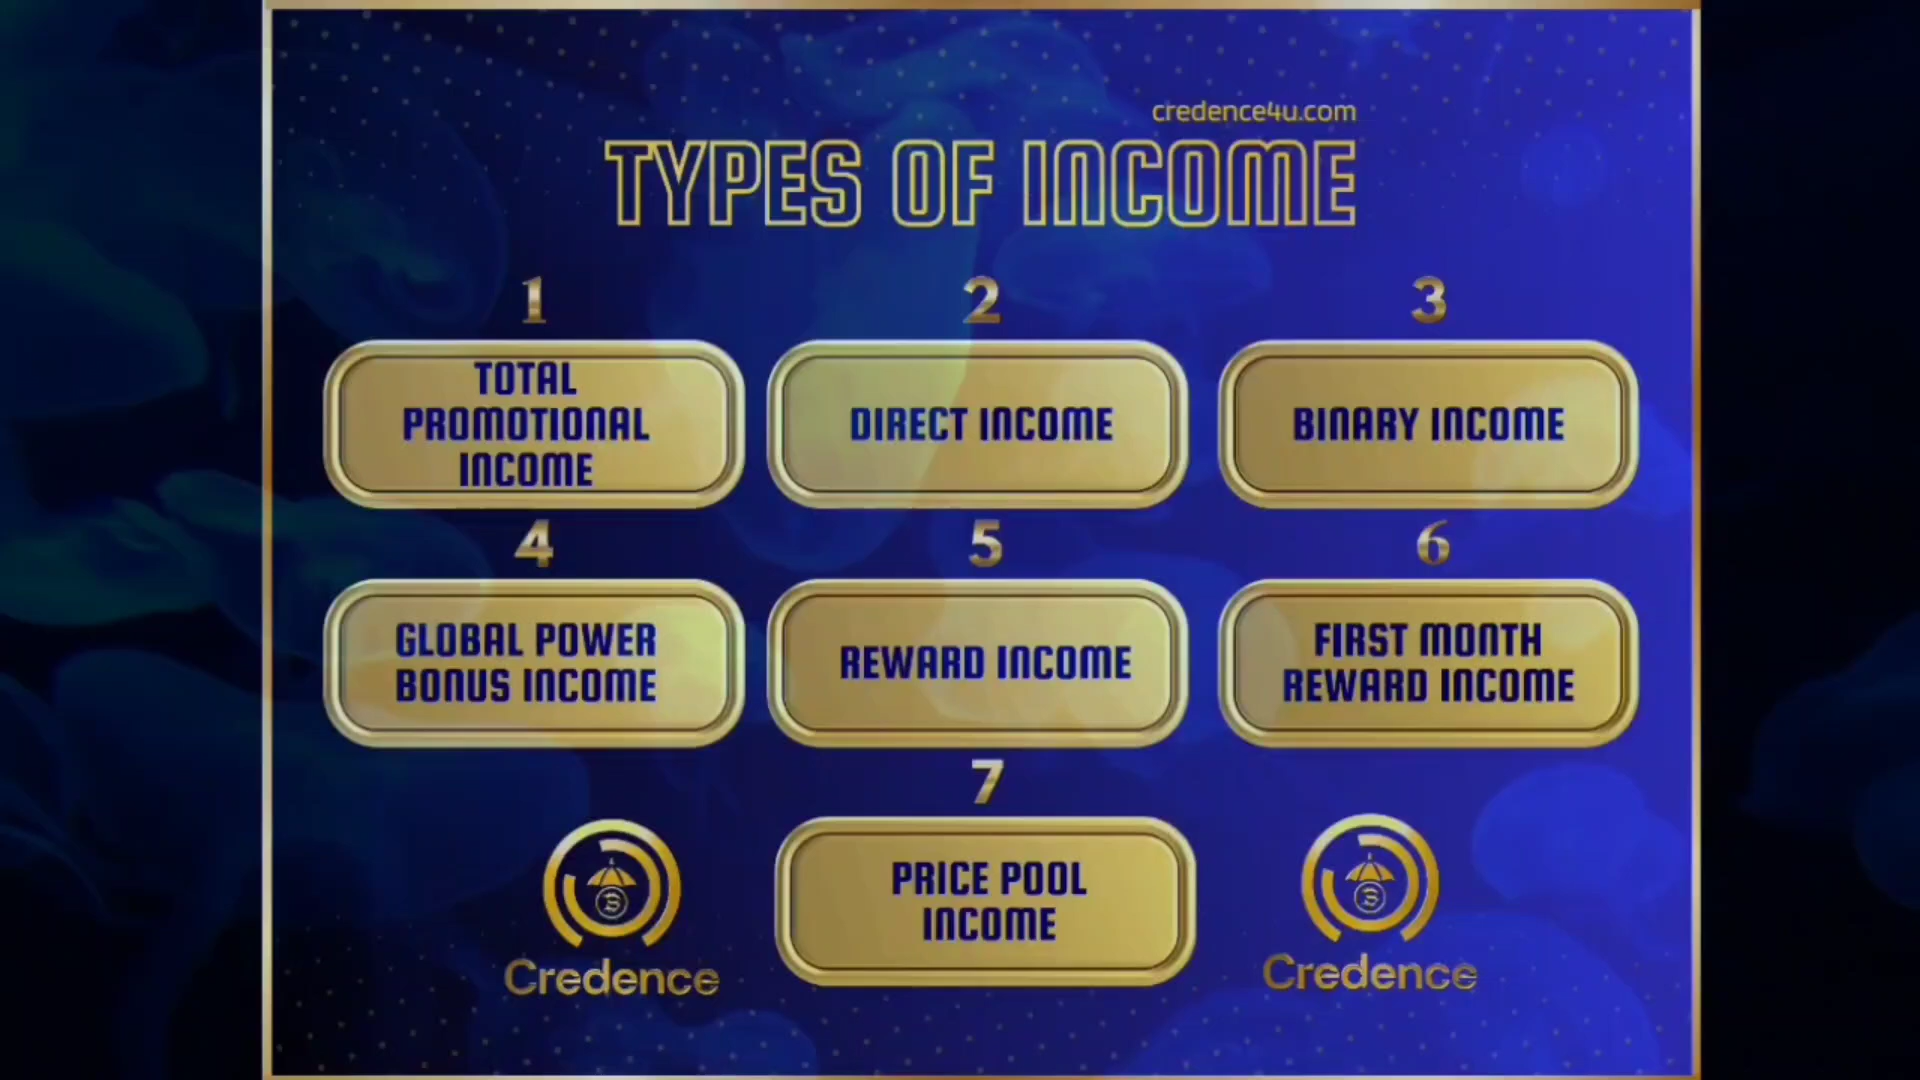 credence4u.com
TYPES OF INCOME
1
2
3
TOTAL
PROMOTIONAL
INCOME
DIRECT INCOME
BINARY INCOME
4
5
6
GLOBAL POWER
BONUS INCOME
REWARD INCOME
FIRST MONTH
REWARD INCOME
7
PRICE POOL
INCOME
Credence
Credence